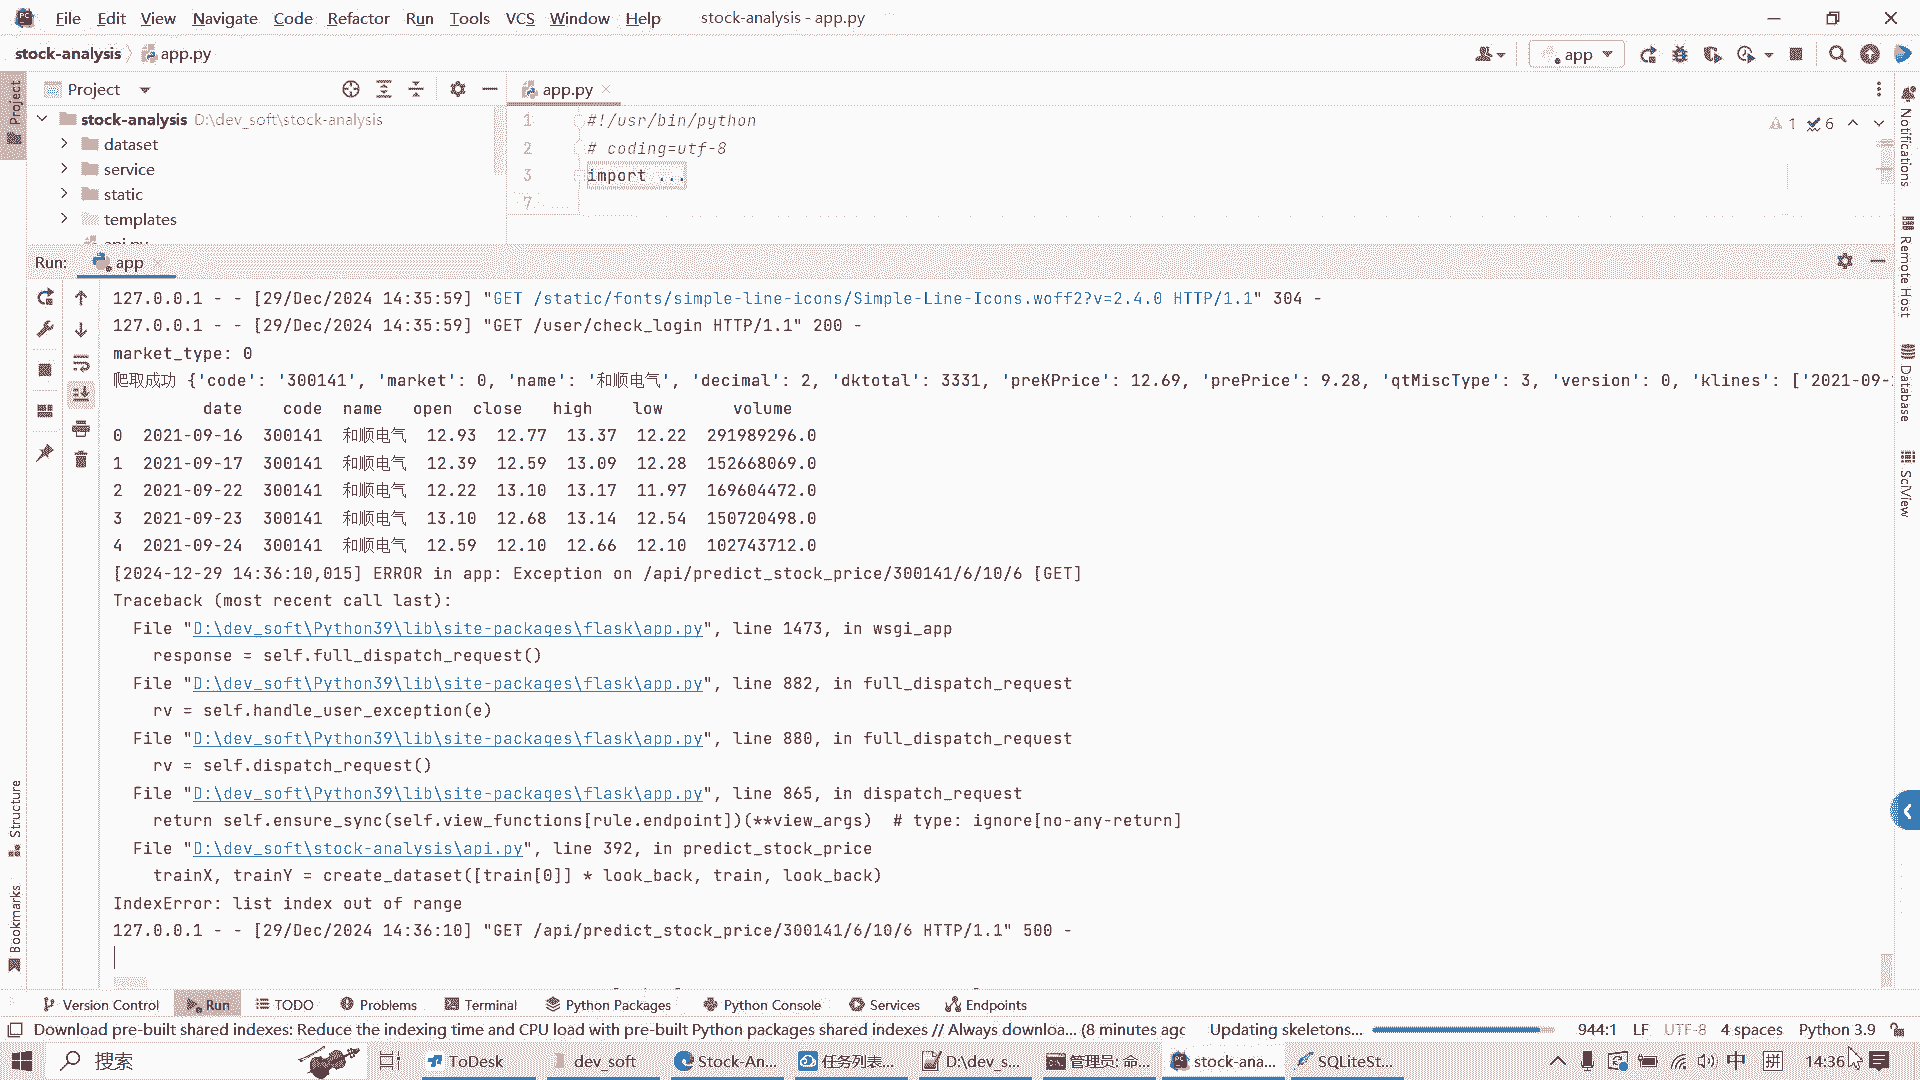 File Edit View Navigate Code Refactor Run Tools VCS Window Help stock-analysis - app.py
stock-analysis app.py
app
Project
Project
stock-analysis D:\dev_soft\stock-analysis
dataset
service
static
templates
api.py
app.py
1 #!/usr/bin/python
2 # coding=utf-8
3 import ...
7
1 6
Notifications
Remote Host
Database
SciView
Run: app
127.0.0.1 - - [29/Dec/2024 14:35:59] "GET /static/fonts/simple-line-icons/Simple-Line-Icons.woff2?v=2.4.0 HTTP/1.1" 304 -
127.0.0.1 - - [29/Dec/2024 14:35:59] "GET /user/check_login HTTP/1.1" 200 -
market_type: 0
爬取成功 {'code': '300141', 'market': 0, 'name': '和顺电气', 'decimal': 2, 'dktotal': 3331, 'preKPrice': 12.69, 'prePrice': 9.28, 'qtMiscType': 3, 'version': 0, 'klines': ['2021-09-
date code name open close high low volume
0 2021-09-16 300141 和顺电气 12.93 12.77 13.37 12.22 291989296.0
1 2021-09-17 300141 和顺电气 12.39 12.59 13.09 12.28 152668069.0
2 2021-09-22 300141 和顺电气 12.22 13.10 13.17 11.97 169604472.0
3 2021-09-23 300141 和顺电气 13.10 12.68 13.14 12.54 150720498.0
4 2021-09-24 300141 和顺电气 12.59 12.10 12.66 12.10 102743712.0
[2024-12-29 14:36:10,015] ERROR in app: Exception on /api/predict_stock_price/300141/6/10/6 [GET]
Traceback (most recent call last):
File "D:\dev_soft\Python39\lib\site-packages\flask\app.py", line 1473, in wsgi_app
response = self.full_dispatch_request()
File "D:\dev_soft\Python39\lib\site-packages\flask\app.py", line 882, in full_dispatch_request
rv = self.handle_user_exception(e)
File "D:\dev_soft\Python39\lib\site-packages\flask\app.py", line 880, in full_dispatch_request
rv = self.dispatch_request()
File "D:\dev_soft\Python39\lib\site-packages\flask\app.py", line 865, in dispatch_request
return self.ensure_sync(self.view_functions[rule.endpoint])(**view_args)  # type: ignore[no-any-return]
File "D:\dev_soft\stock-analysis\api.py", line 392, in predict_stock_price
trainX, trainY = create_dataset([train[0]] * look_back, train, look_back)
IndexError: list index out of range
127.0.0.1 - - [29/Dec/2024 14:36:10] "GET /api/predict_stock_price/300141/6/10/6 HTTP/1.1" 500 -
Structure
Bookmarks
Version Control Run TODO Problems Terminal Python Packages Python Console Services Endpoints
Download pre-built shared indexes: Reduce the indexing time and CPU load with pre-built Python packages shared indexes // Always downloa... (8 minutes agc Updating skeletons... 944:1 LF UTF-8 4 spaces Python 3.9
搜索 ToDesk dev_soft Stock-An... 任务列表... D:\dev_s... 管理员: 命... stock-ana... SQLiteSt... 中 拼 14:36